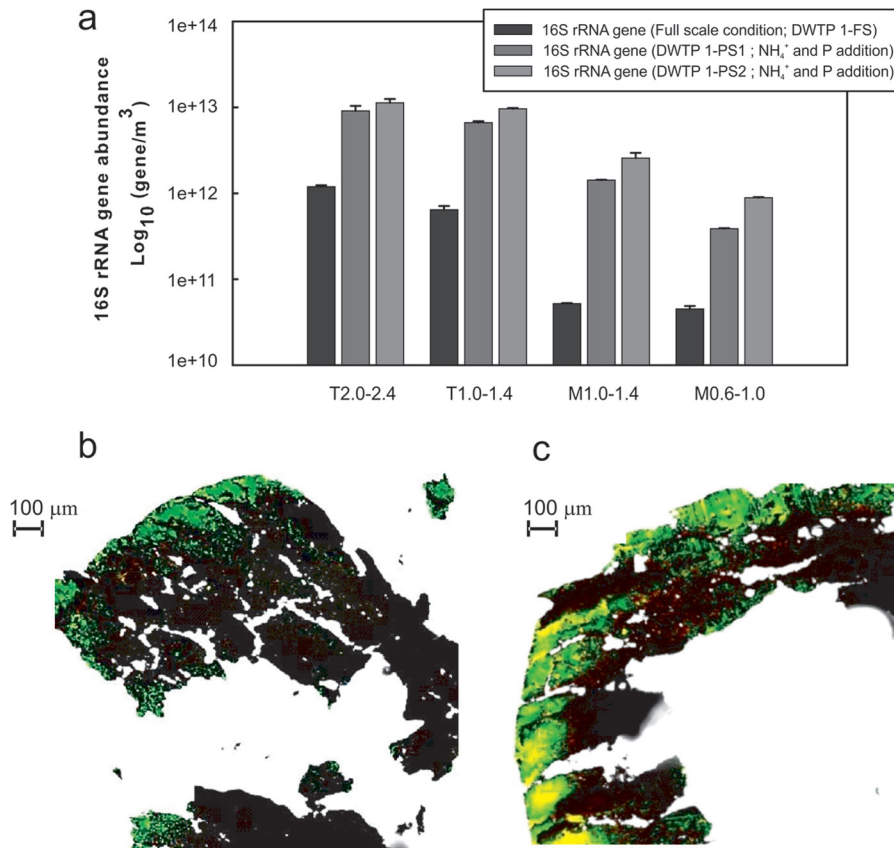 a
16S rRNA gene (Full scale condition; DWTP 1-FS)
16S rRNA gene (DWTP 1-PS1 ; NH₄⁺ and P addition)
16S rRNA gene (DWTP 1-PS2 ; NH₄⁺ and P addition)
16S rRNA gene abundance
Log₁₀ (gene/m³)
1e+14
1e+13
1e+12
1e+11
1e+10
T2.0-2.4 T1.0-1.4 M1.0-1.4 M0.6-1.0
b
100 μm
c
100 μm